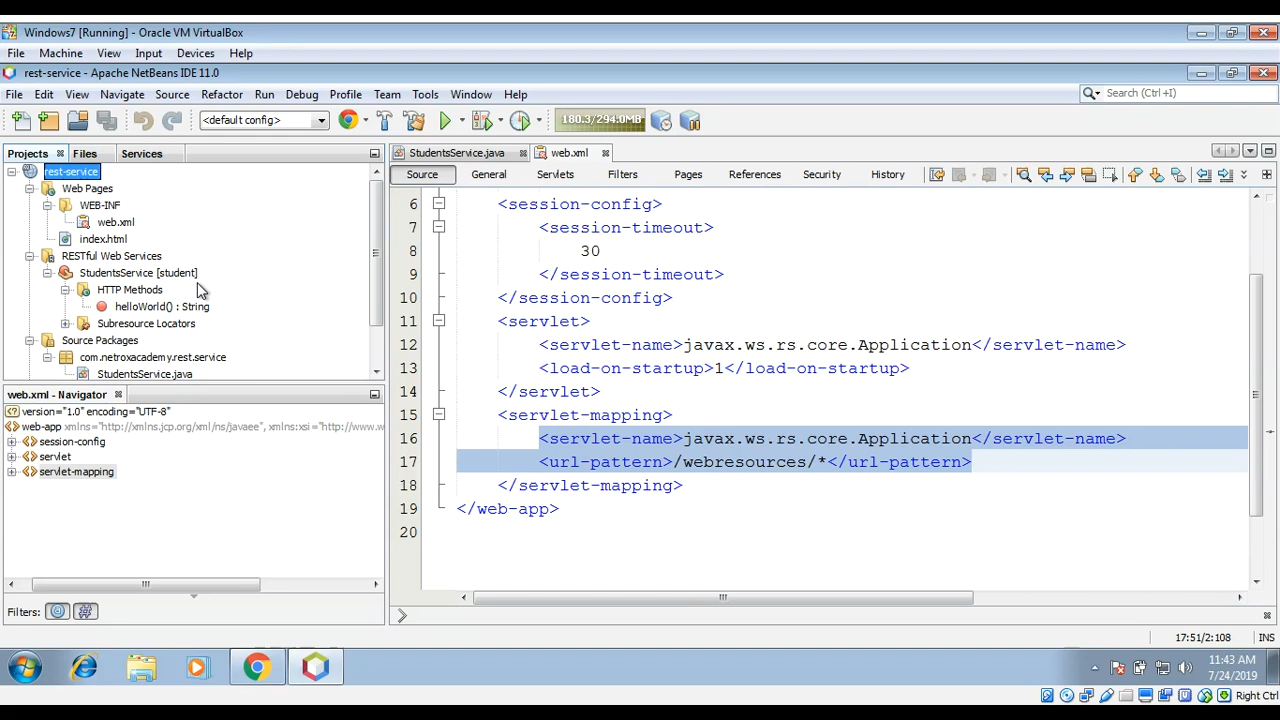 Windows7 [Running] - Oracle VM VirtualBox
File Machine View Input Devices Help
rest-service - Apache NetBeans IDE 11.0
File Edit View Navigate Source Refactor Run Debug Profile Team Tools Window Help
Search (Ctrl +I)
<default config>
180.3/294.0MB
Projects Files Services
StudentsService.java web.xml
Source General Servlets Filters Pages References Security History
rest-service
Web Pages
WEB-INF
web.xml
index.html
RESTful Web Services
StudentsService [student]
HTTP Methods
helloWorld() : String
Subresource Locators
Source Packages
com.netroxacademy.rest.service
StudentsService.java
web.xml - Navigator
version="1.0" encoding="UTF-8"
web-app xmlns="http://xmlns.jcp.org/xml/ns/javaee", xmlns:xsi="http://www.w
session-config
servlet
servlet-mapping
Filters:
6 <session-config>
7 <session-timeout>
8 30
9 </session-timeout>
10 </session-config>
11 <servlet>
12 <servlet-name>javax.ws.rs.core.Application</servlet-name>
13 <load-on-startup>1</load-on-startup>
14 </servlet>
15 <servlet-mapping>
16 <servlet-name>javax.ws.rs.core.Application</servlet-name>
17 <url-pattern>/webresources/*</url-pattern>
18 </servlet-mapping>
19 </web-app>
20
17:51/2:108 INS
11:43 AM
7/24/2019
Right Ctrl